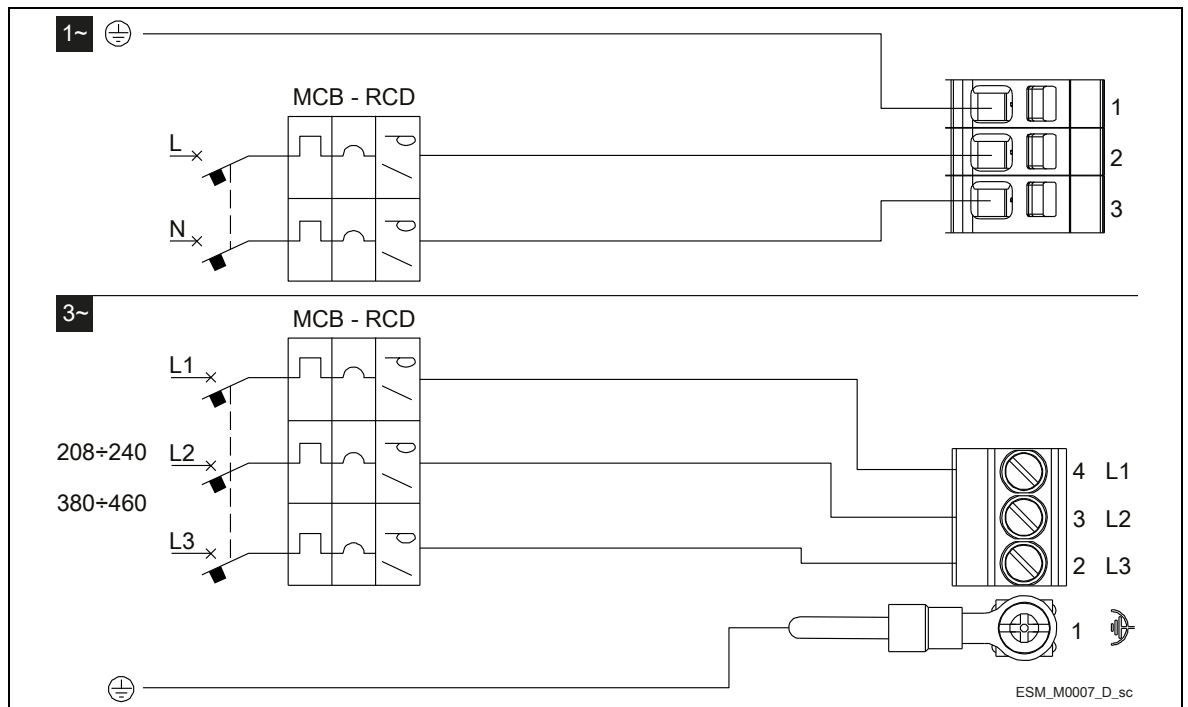 1~
MCB - RCD
L
1
2
N
3
3~
MCB - RCD
L1
208÷240 L2
380÷460
L3
4 L1
3 L2
2 L3
1
ESM_M0007_D_sc